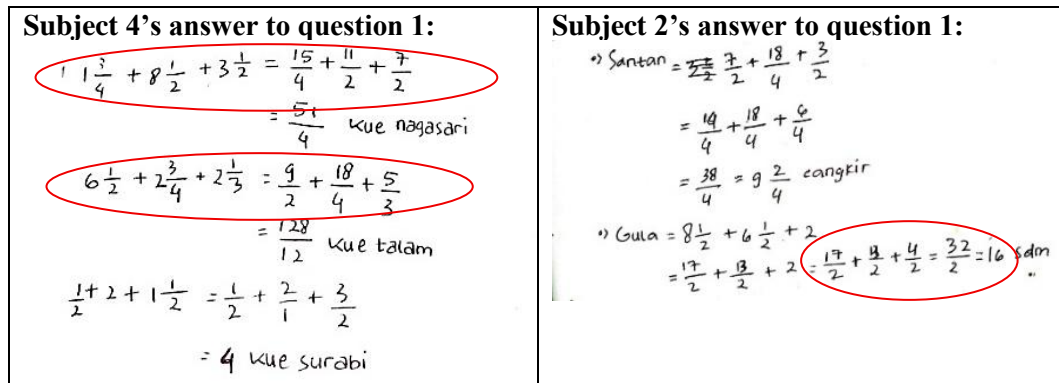 Subject 4’s answer to question 1:
1 3/4 + 8 1/2 + 3 1/2 = 15/4 + 11/2 + 7/2
= 51/4 kue nagasari
6 1/2 + 2 3/4 + 2 1/3 = 9/2 + 18/4 + 5/3
= 128/12 kue talam
1/2 + 2 + 1 1/2 = 1/2 + 2/1 + 3/2
= 4 kue surabi
Subject 2’s answer to question 1:
•) Santan = 7/2 + 18/4 + 3/2
= 14/4 + 18/4 + 6/4
= 38/4 = 9 2/4 cangkir
•) Gula = 8 1/2 + 6 1/2 + 2
= 17/2 + 13/2 + 2 = 17/2 + 13/2 + 4/2 = 32/2 = 16 sdm